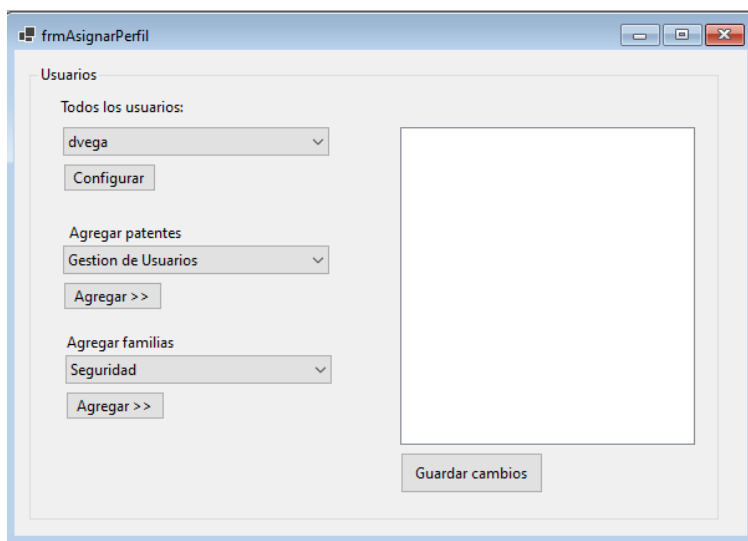 frmAsignarPerfil
Usuarios
Todos los usuarios:
dvega
Configurar
Agregar patentes
Gestion de Usuarios
Agregar >>
Agregar familias
Seguridad
Agregar >>
Guardar cambios